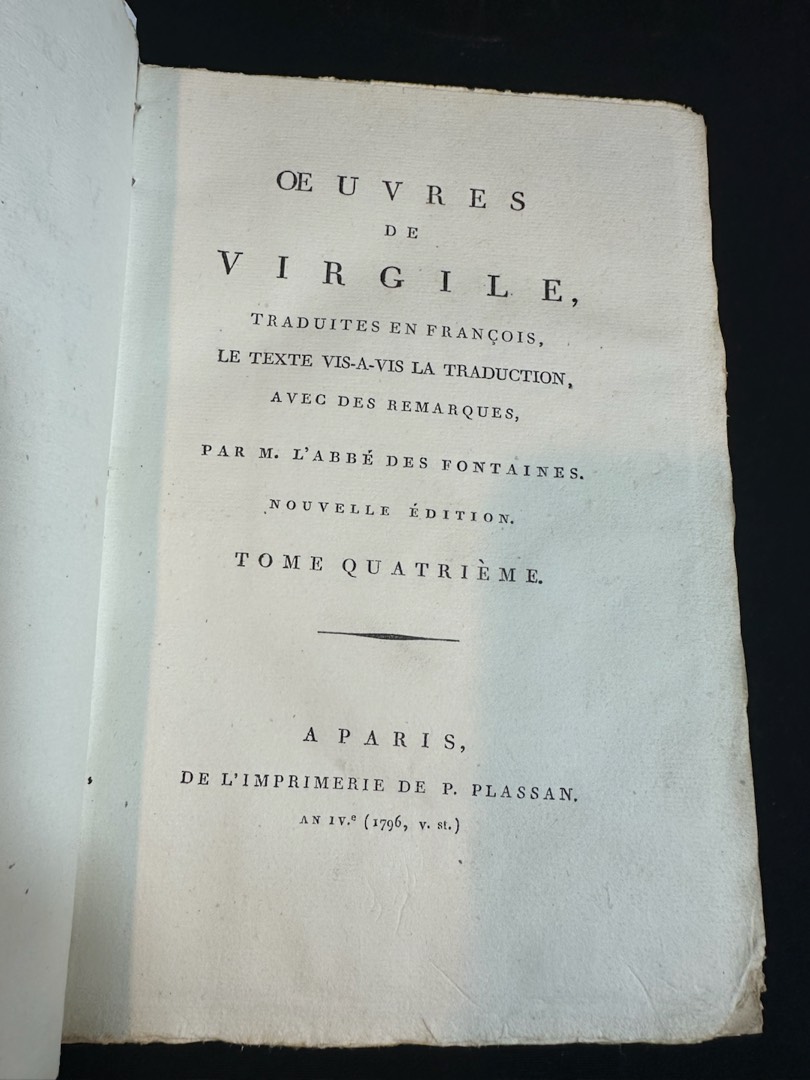 ŒUVRES
DE
VIRGILE,
TRADUITES EN FRANÇOIS,
LE TEXTE VIS-A-VIS LA TRADUCTION,
AVEC DES REMARQUES,
PAR M. L'ABBÉ DES FONTAINES.
NOUVELLE ÉDITION.
TOME QUATRIÈME.
A PARIS,
DE L'IMPRIMERIE DE P. PLASSAN.
AN IV.e (1796, v. st.)